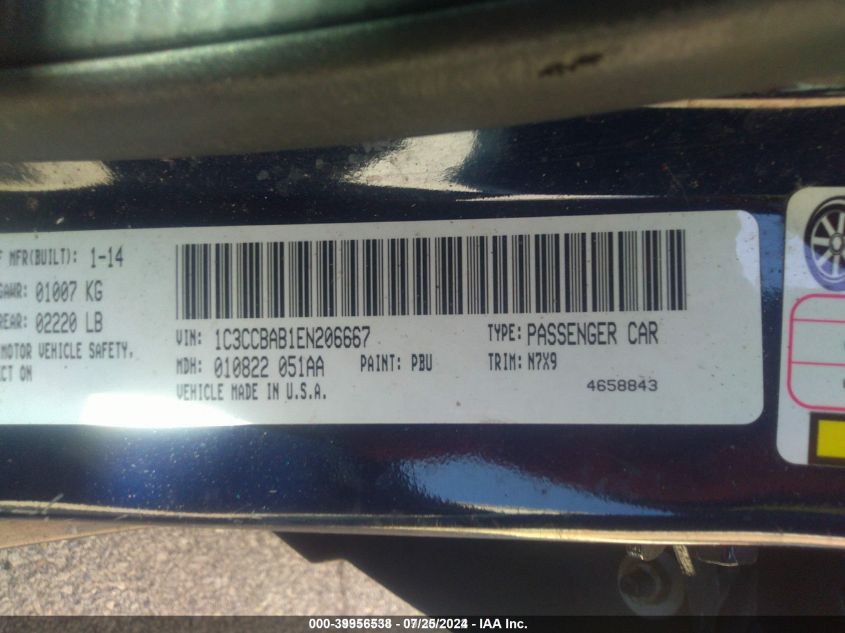 MFR(BUILT): 1-14
GAWR: 01007 KG
REAR: 02220 LB
MOTOR VEHICLE SAFETY,
ON
VIN: 1C3CCBAB1EN206667
TYPE: PASSENGER CAR
MDH: 010822 051AA
PAINT: PBU
TRIM: N7X9
VEHICLE MADE IN U.S.A.
4658843
000-39956538 - 07/25/2024 - IAA Inc.